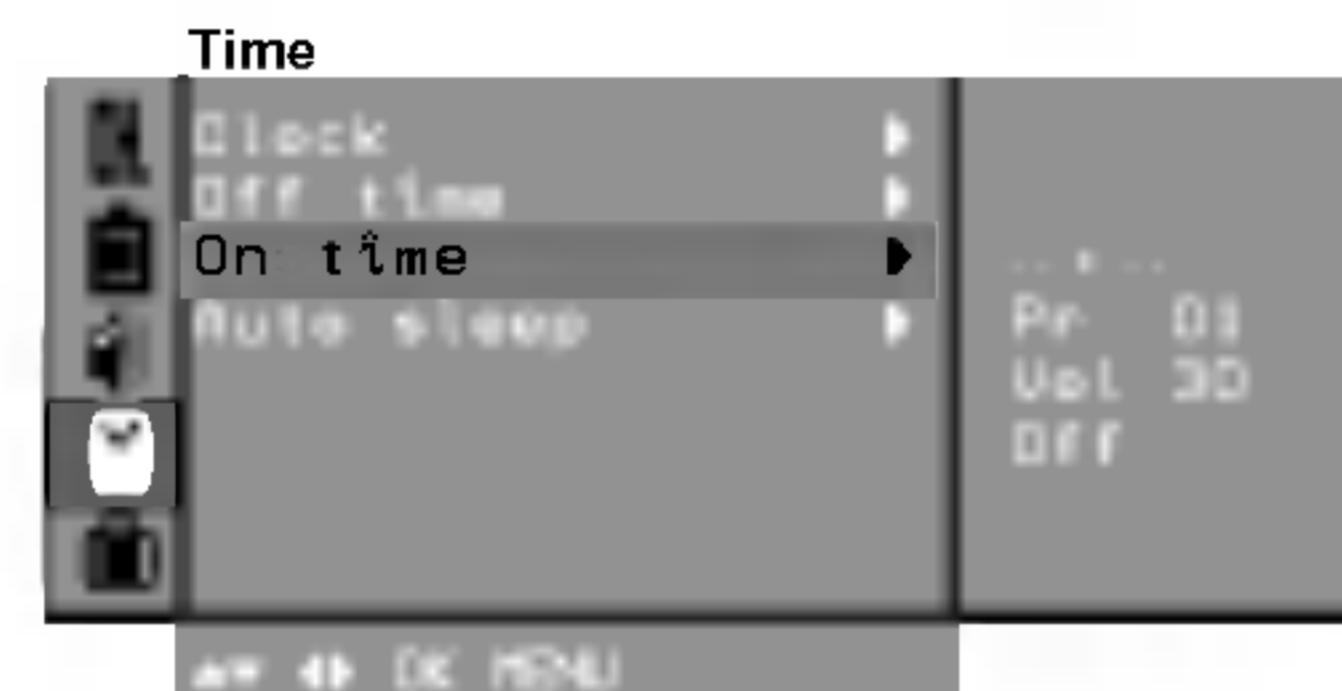 Time
Clock
Off time
On time
Auto sleep
-- : --
Pr 01
Vol 30
Off
OK MENU